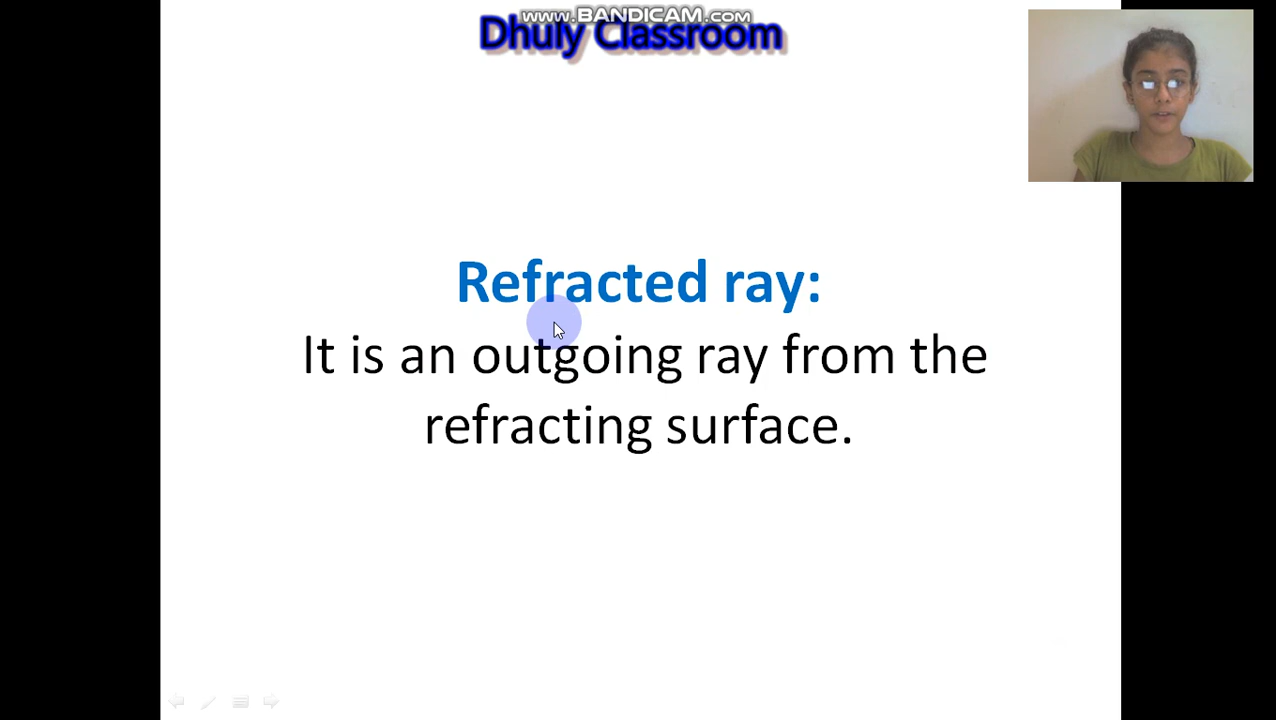 www.BANDICAM.com
Dhuly Classroom
Refracted ray:
It is an outgoing ray from the
refracting surface.